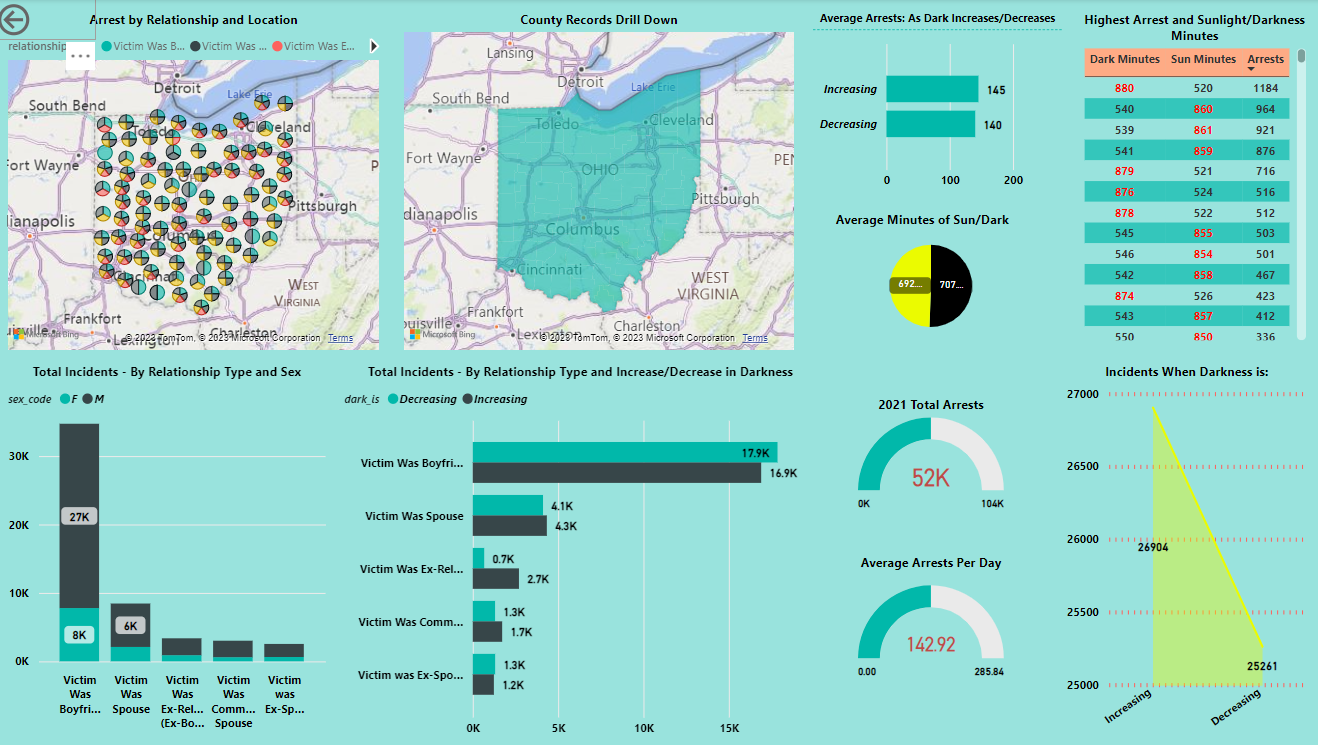 Arrest by Relationship and Location
relationship
Victim Was B... Victim Was ... Victim Was E...
...
Detroit
South Bend
Lake Erie
Toledo
Cleveland
Fort Wayne
Pittsburgh
dianapolis
Columbus
Cincinnati
WEST
VIRGINIA
Frankfort
Charleston
Lexington
Microsoft Bing
© 2023 TomTom, © 2023 Microsoft Corporation Terms
County Records Drill Down
Lansing
Detroit
South Bend
Lake Erie
Toledo
Cleveland
Fort Wayne
PEN
OHIO
Pittsburgh
dianapolis
Columbus
Cincinnati
WEST
VIRGINIA
Frankfort
Charleston
Lexington
Microsoft Bing
© 2023 TomTom, © 2023 Microsoft Corporation Terms
Average Arrests: As Dark Increases/Decreases
Increasing 145
Decreasing 140
0 100 200
Average Minutes of Sun/Dark
692... 707...
Highest Arrest and Sunlight/Darkness
Minutes
Dark Minutes Sun Minutes Arrests
880 520 1184
540 860 964
539 861 921
541 859 876
879 521 716
876 524 516
878 522 512
545 855 503
546 854 501
542 858 467
874 526 423
543 857 412
550 850 336
Total Incidents - By Relationship Type and Sex
sex_code F M
30K
20K
10K
0K
27K
8K
6K
Victim
Was
Boyfri...
Victim
Was
Spouse
Victim
Was
Ex-Rel...
(Ex-Bo...
Victim
Was
Comm...
Spouse
Victim
was
Ex-Sp...
Total Incidents - By Relationship Type and Increase/Decrease in Darkness
dark_is Decreasing Increasing
Victim Was Boyfri... 17.9K
16.9K
Victim Was Spouse 4.1K
4.3K
Victim Was Ex-Rel... 0.7K
2.7K
Victim Was Comm... 1.3K
1.7K
Victim was Ex-Spo... 1.3K
1.2K
0K 5K 10K 15K
2021 Total Arrests
52K
0K 104K
Average Arrests Per Day
142.92
0.00 285.84
Incidents When Darkness is:
27000
26500
26000
25500
25000
26904
25261
Increasing
Decreasing